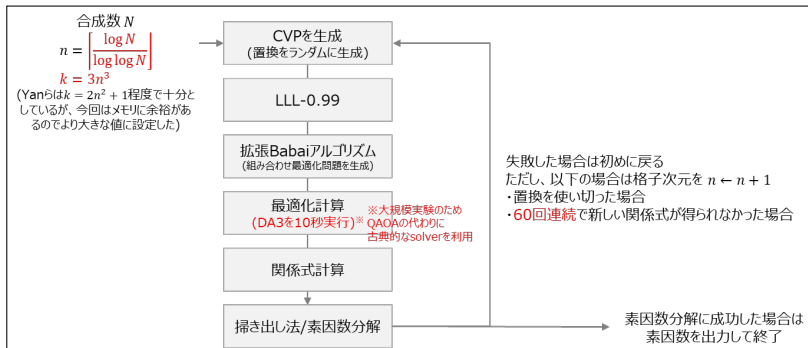 合成数 N
n = ⌈log N / log log N⌋
k = 3n³
(Yanらはk = 2n² + 1程度で十分と
しているが、今回はメモリに余裕があ
るのでより大きな値に設定した)
CVPを生成
(置換をランダムに生成)
LLL-0.99
拡張Babaiアルゴリズム
(組み合わせ最適化問題を生成)
最適化計算
(DA3を10秒実行)※
※大規模実験のため
QAOAの代わりに
古典的なsolverを利用
関係式計算
掃き出し法/素因数分解
失敗した場合は初めに戻る
ただし、以下の場合は格子次元を n ← n + 1
・置換を使い切った場合
・60回連続で新しい関係式が得られなかった場合
素因数分解に成功した場合は
素因数を出力して終了